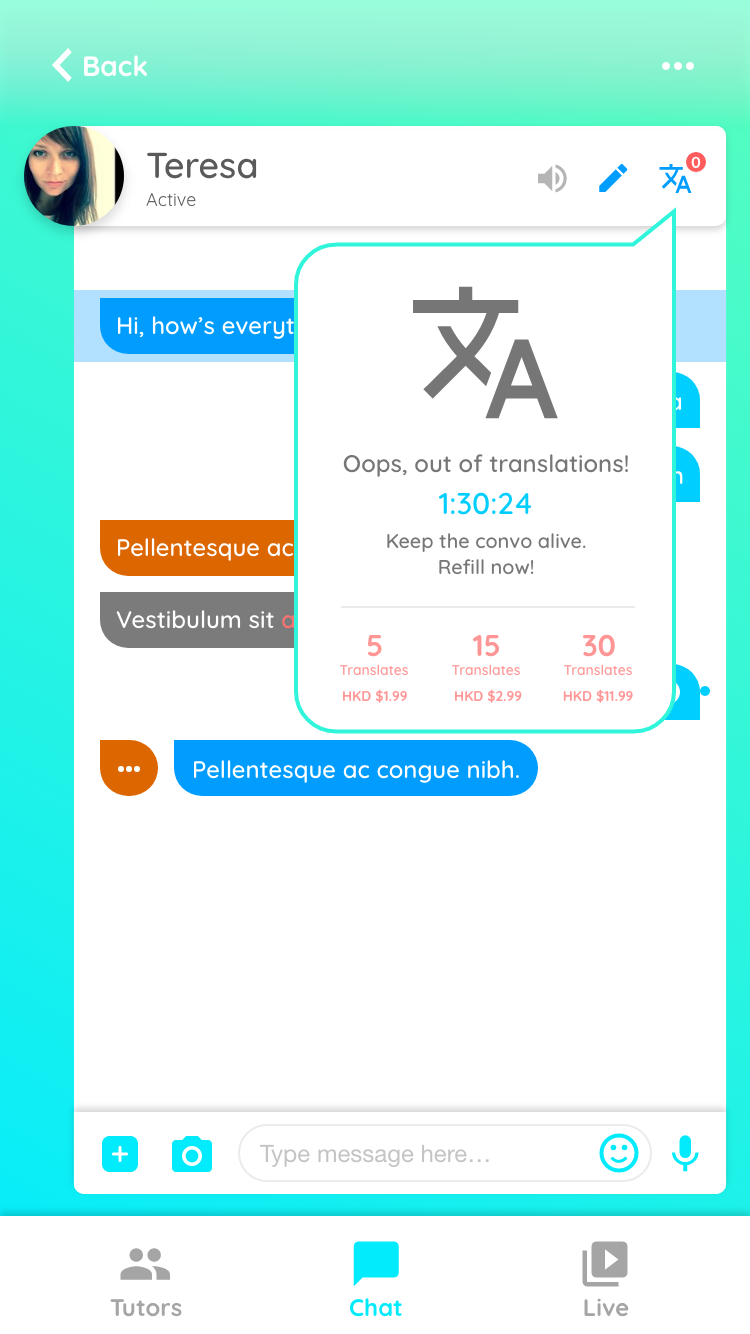 Back
Teresa
Active
0
Hi, how's everyt
Oops, out of translations!
1:30:24
Keep the convo alive.
Refill now!
5 15 30
Translates Translates Translates
HKD $1.99 HKD $2.99 HKD $11.99
Pellentesque ac
Vestibulum sit
Pellentesque ac congue nibh.
Type message here...
Tutors Chat Live